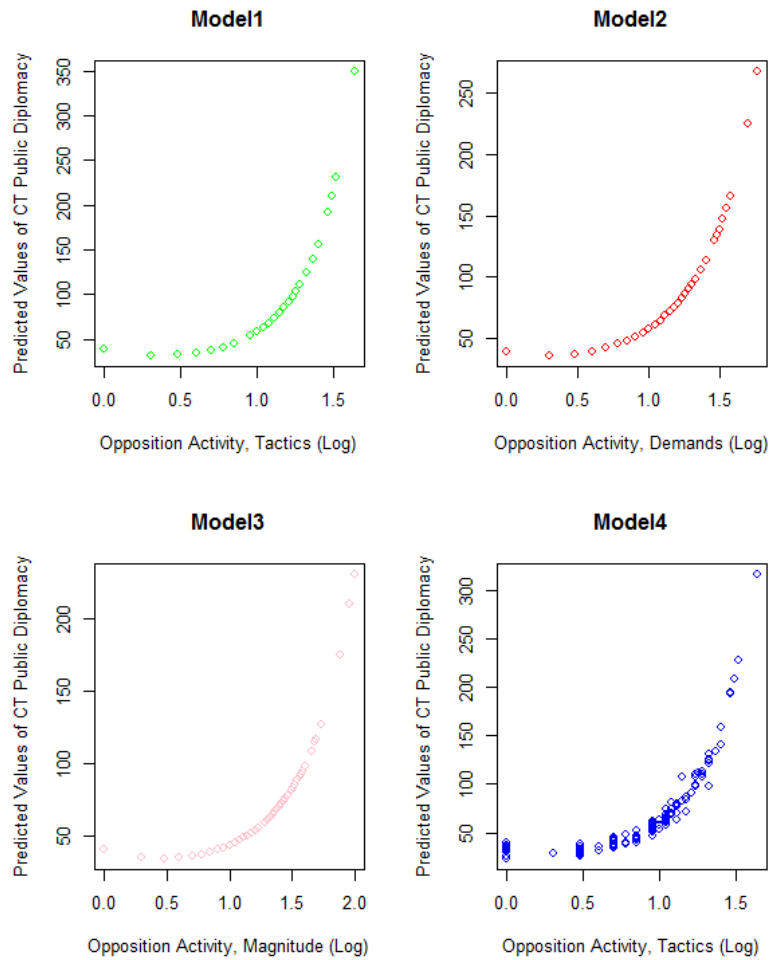 Model1
Predicted Values of CT Public Diplomacy
350
300
250
200
150
100
50
0.0 0.5 1.0 1.5
Opposition Activity, Tactics (Log)
Model2
Predicted Values of CT Public Diplomacy
250
200
150
100
50
0.0 0.5 1.0 1.5
Opposition Activity, Demands (Log)
Model3
Predicted Values of CT Public Diplomacy
200
150
100
50
0.0 0.5 1.0 1.5 2.0
Opposition Activity, Magnitude (Log)
Model4
Predicted Values of CT Public Diplomacy
300
250
200
150
100
50
0.0 0.5 1.0 1.5
Opposition Activity, Tactics (Log)